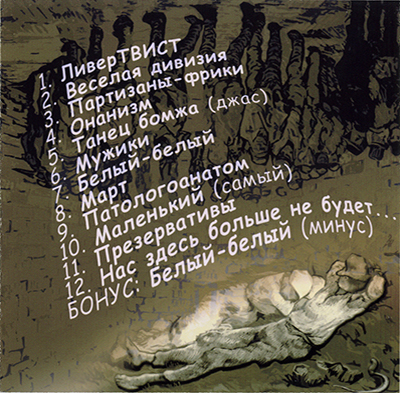 1. ЛиверТВИСТ
2. Веселая дивизия
3. Партизаны-фрики
4. Онанизм
5. Танец бомжа (джас)
6. Мужики
7. Белый-белый
8. Март
9. Патологоанатом
10. Маленький (самый)
11. Презервативы
12. Нас здесь больше не будет...
БОНУС: Белый-белый (минус)